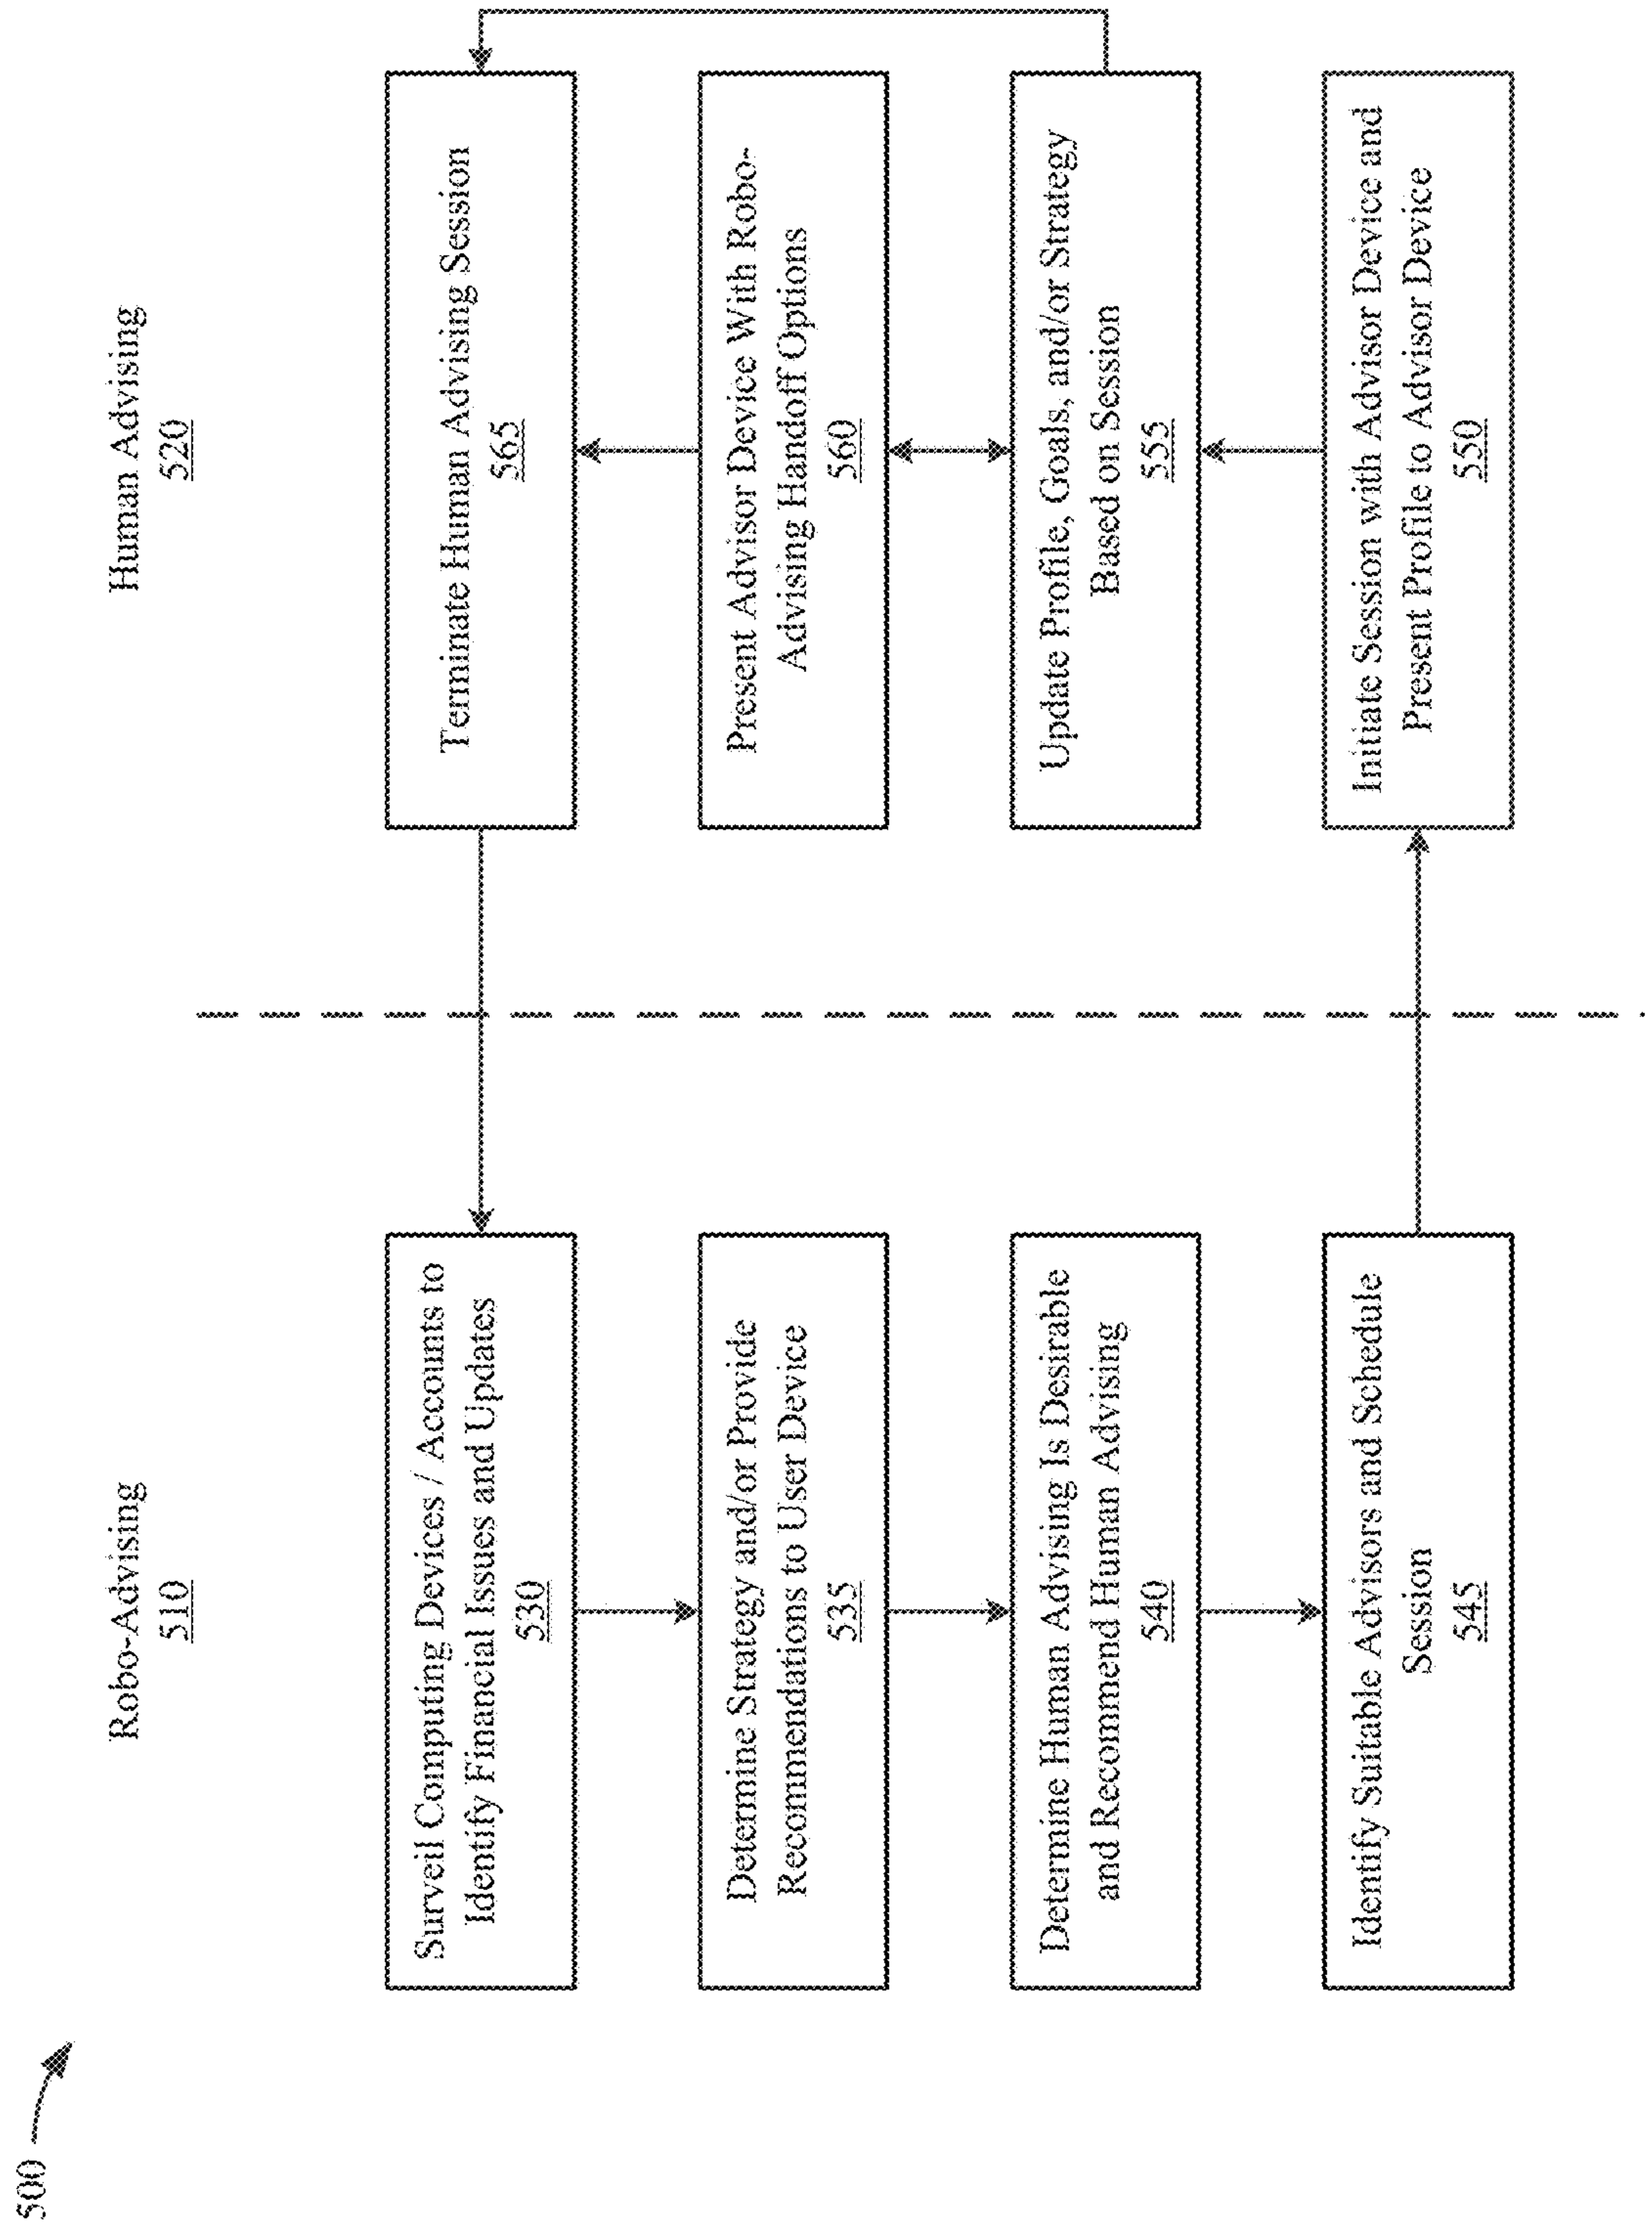 500
Robo-Advising
510
Human Advising
520
Surveil Computing Devices / Accounts to
Identify Financial Issues and Updates
530
Determine Strategy and/or Provide
Recommendations to User Device
535
Determine Human Advising Is Desirable
and Recommend Human Advising
540
Identify Suitable Advisors and Schedule
Session
545
Terminate Human Advising Session
565
Present Advisor Device With Robo-
Advising Handoff Options
560
Update Profile, Goals, and/or Strategy
Based on Session
555
Initiate Session with Advisor Device and
Present Profile to Advisor Device
550